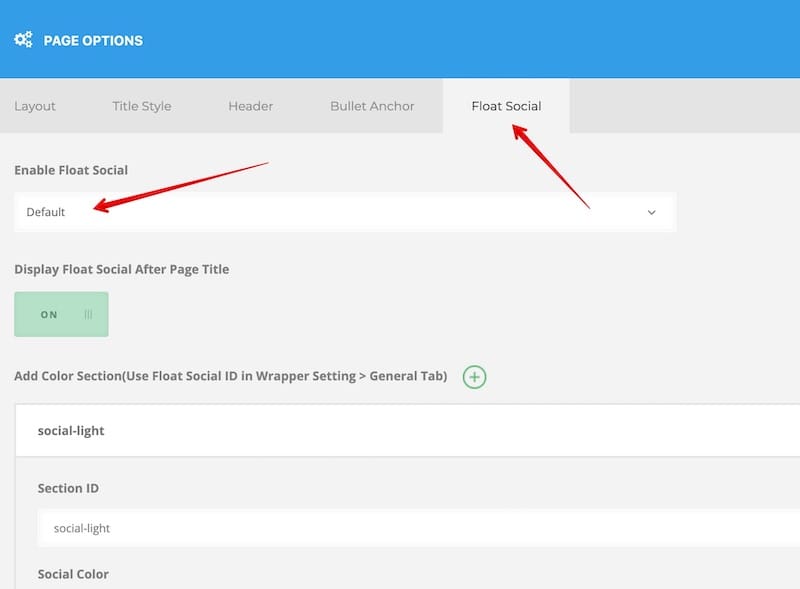 PAGE OPTIONS
Layout Title Style Header Bullet Anchor Float Social
Enable Float Social
Default
Display Float Social After Page Title
ON
Add Color Section(Use Float Social ID in Wrapper Setting > General Tab)
social-light
Section ID
social-light
Social Color